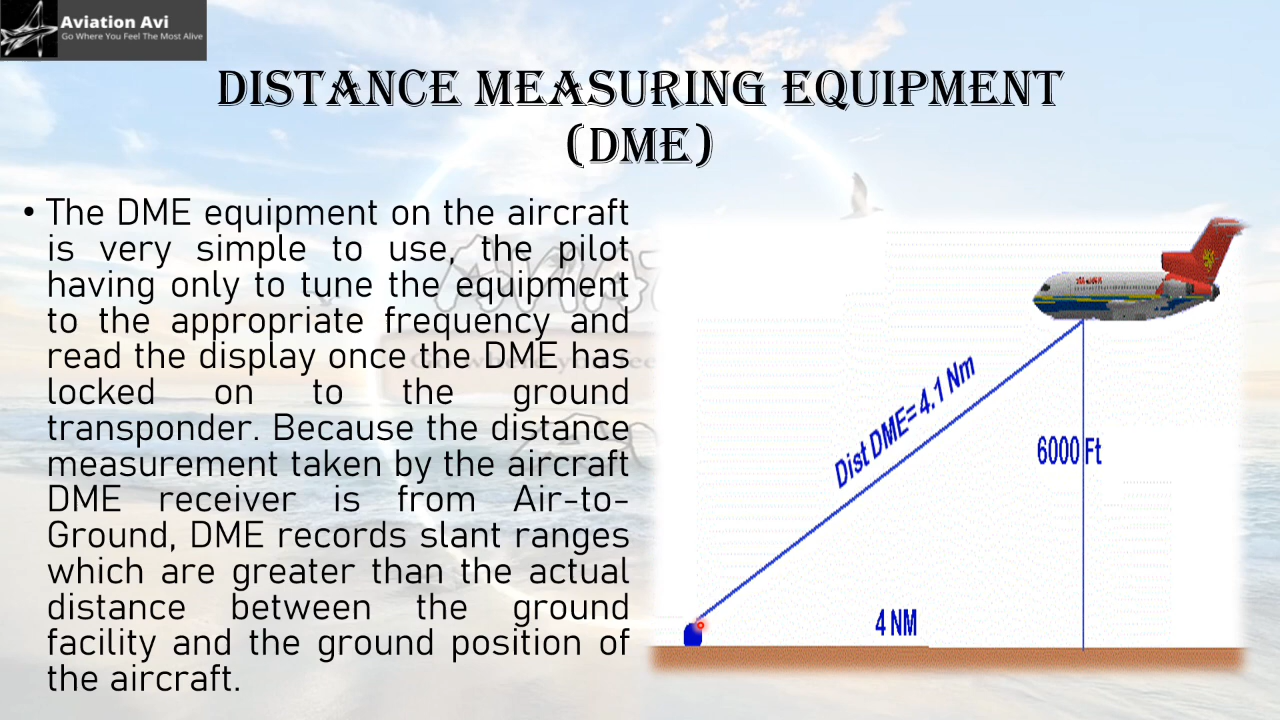 Aviation Avi
Go Where You Feel The Most Alive
DISTANCE MEASURING EQUIPMENT
(DME)
• The DME equipment on the aircraft
is very simple to use, the pilot
having only to tune the equipment
to the appropriate frequency and
read the display once the DME has
locked on to the ground
transponder. Because the distance
measurement taken by the aircraft
DME receiver is from Air-to-
Ground, DME records slant ranges
which are greater than the actual
distance between the ground
facility and the ground position of
the aircraft.
Dist DME= 4.1 Nm
6000 Ft
4 NM